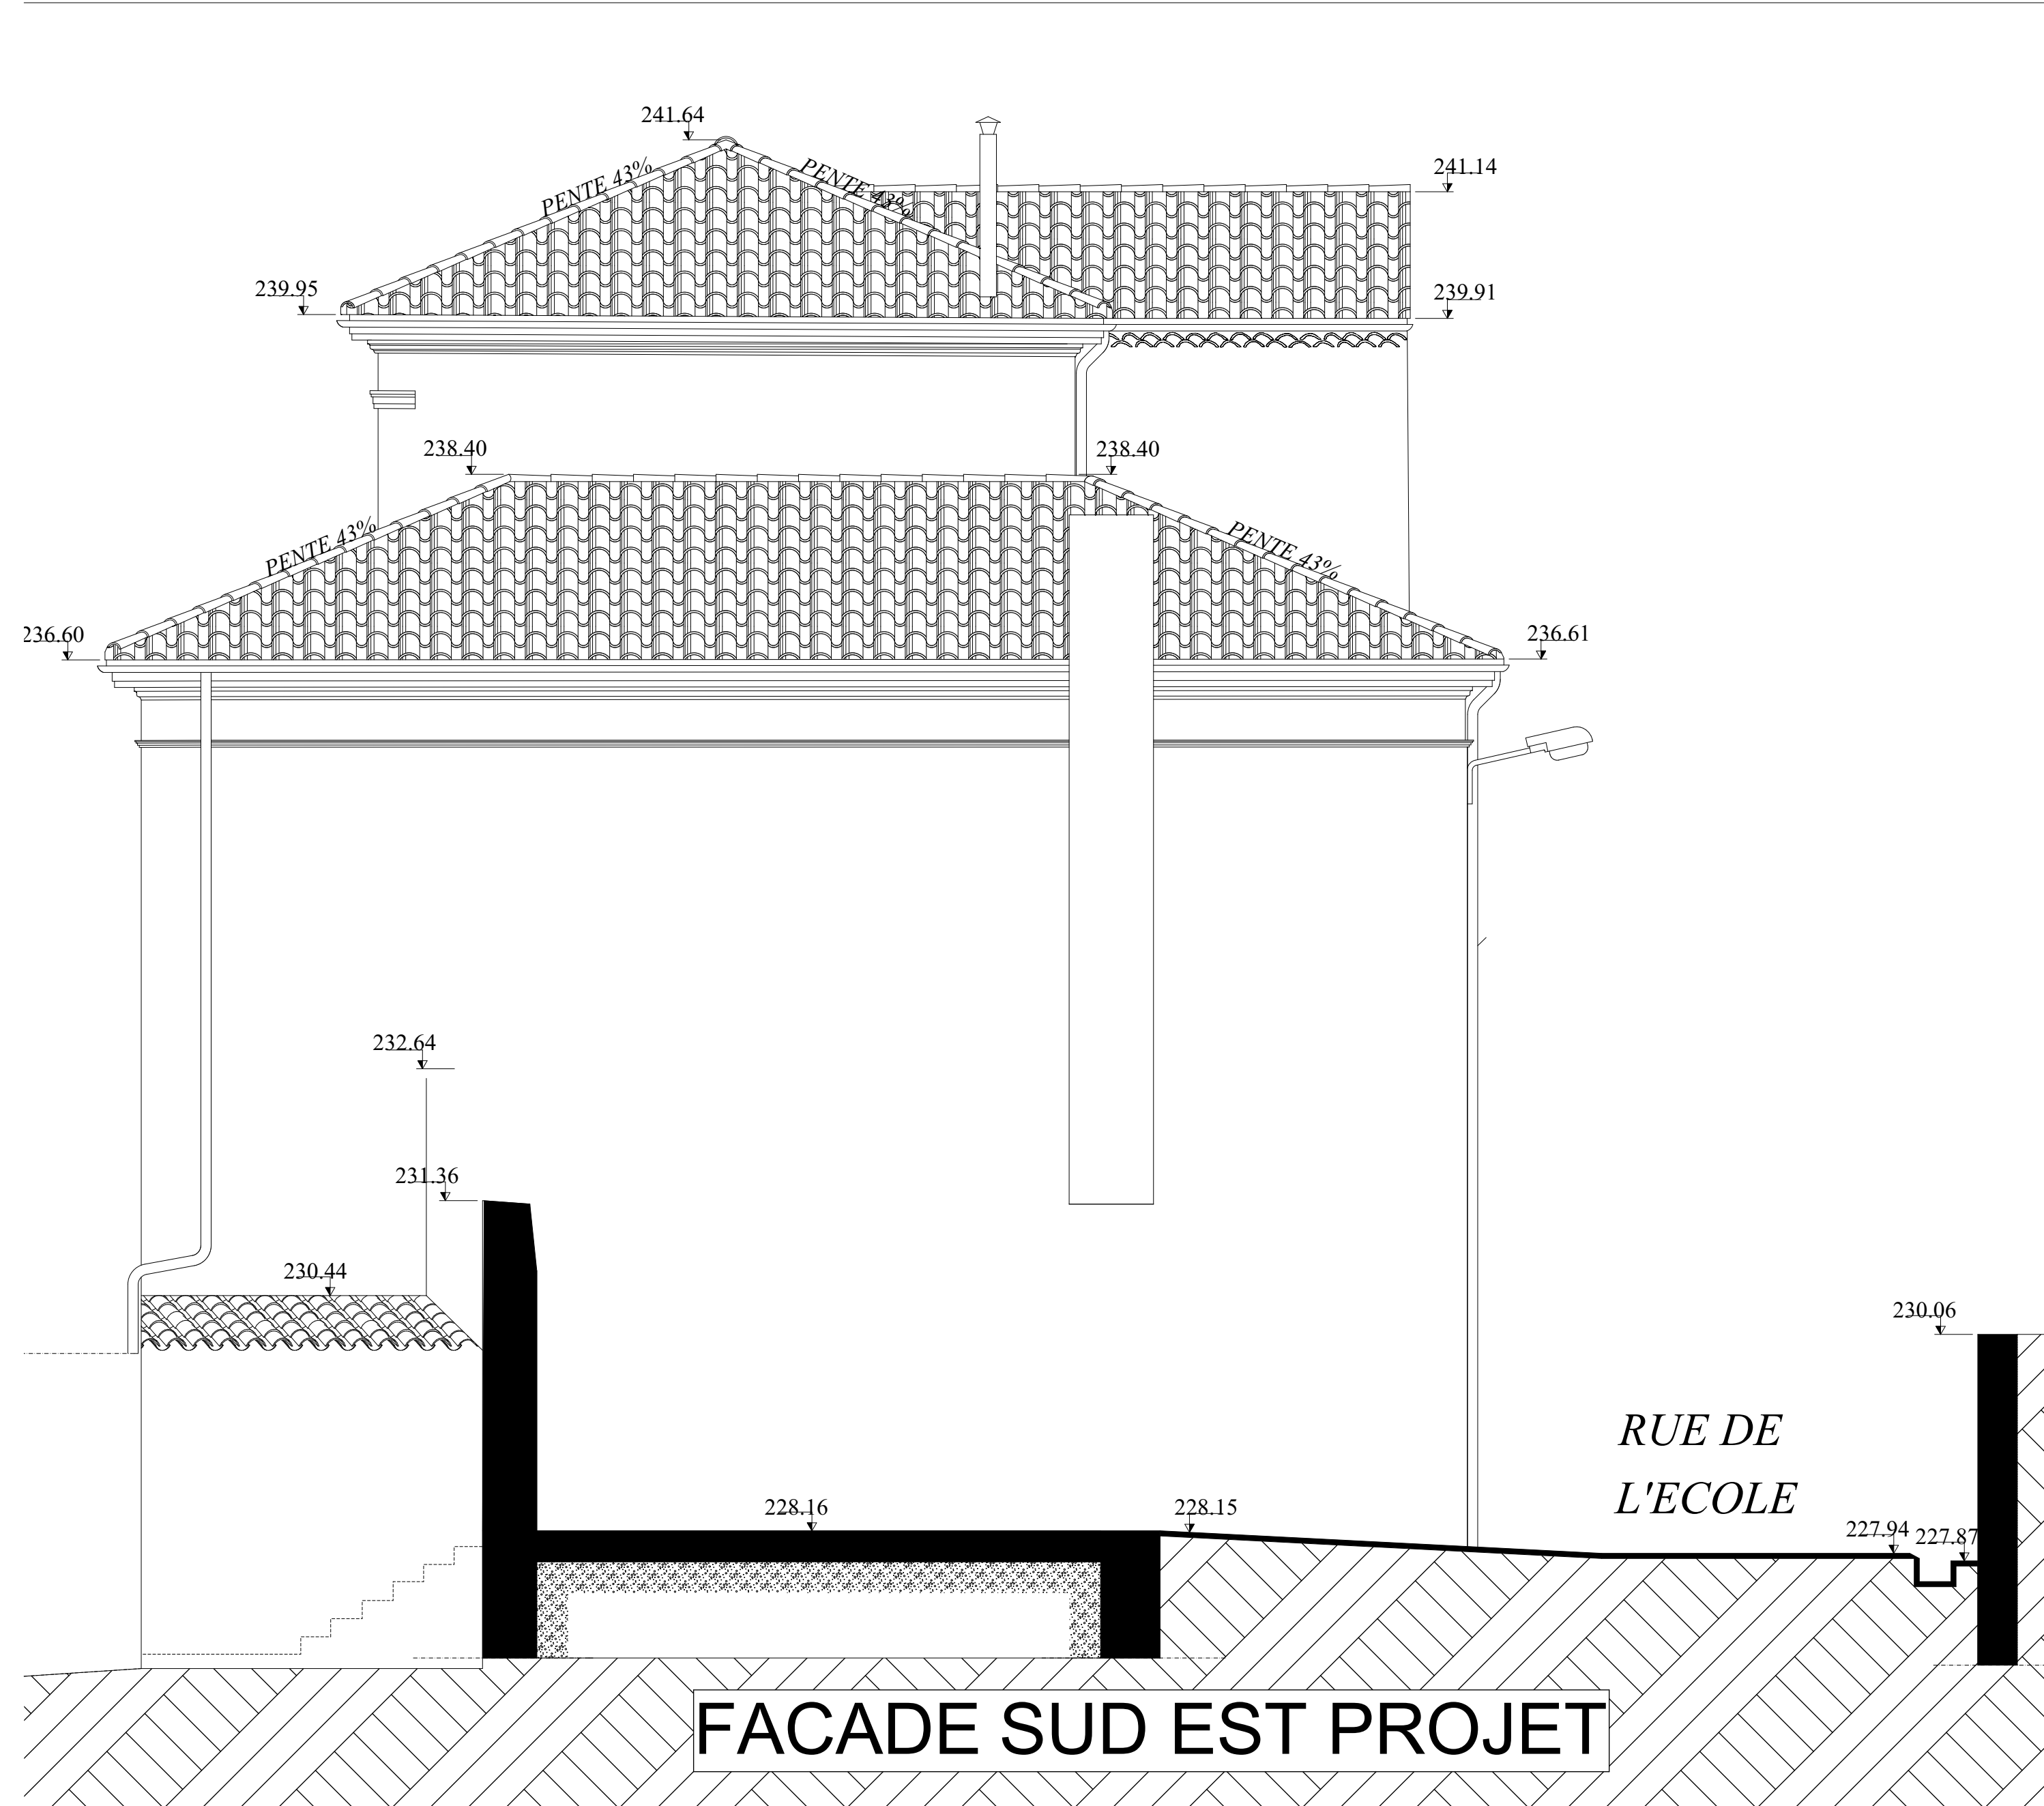 241.64
241.14
PENTE 43%
PENTE 43%
239.95
239.91
238.40
238.40
PENTE 43%
PENTE 43%
236.60
236.61
232.64
231.36
230.44
230.06
RUE DE
L'ECOLE
228.16
228.15
227.94
227.87
FACADE SUD EST PROJET